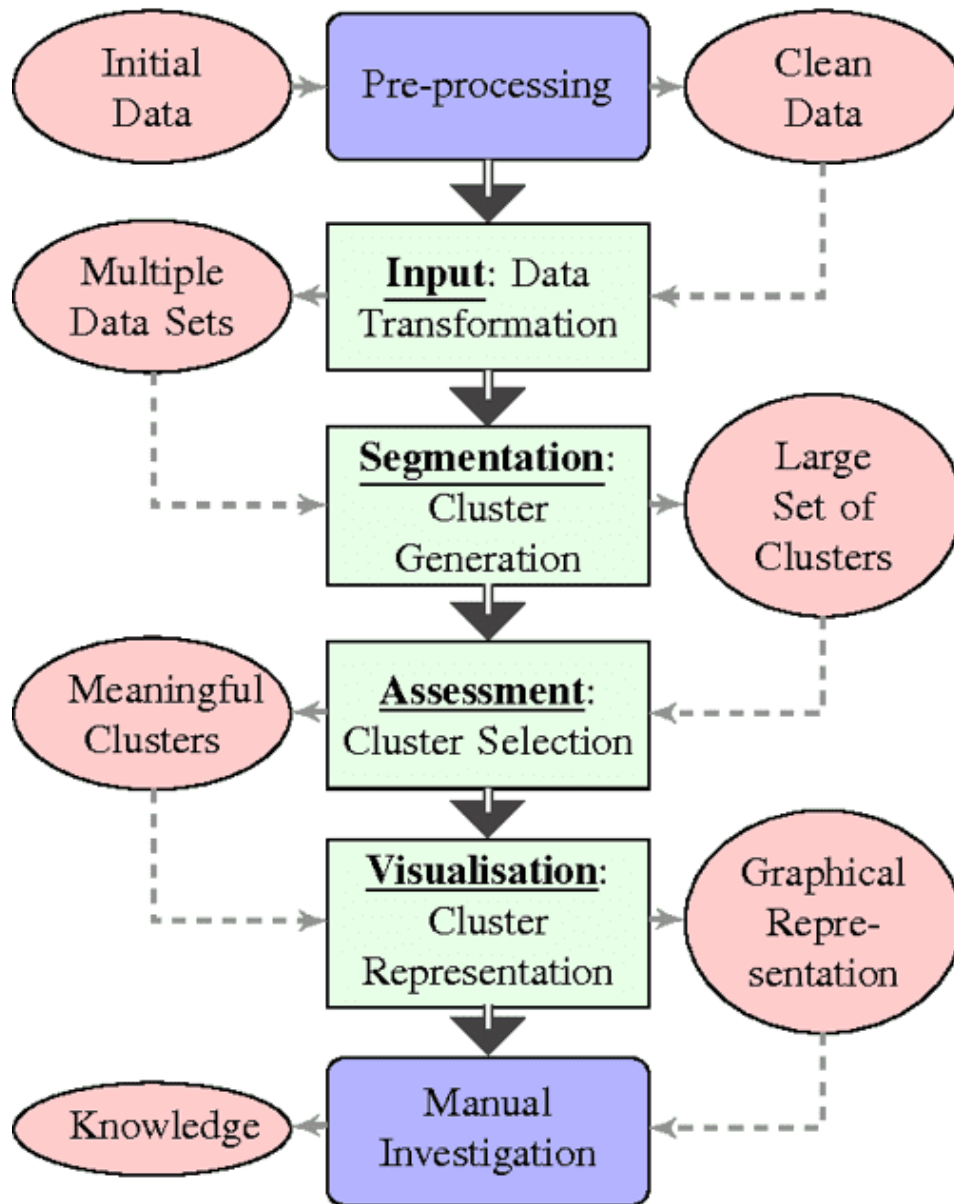 Initial
Data
Pre-processing
Clean
Data
Multiple
Data Sets
Input: Data
Transformation
Segmentation:
Cluster
Generation
Large
Set of
Clusters
Meaningful
Clusters
Assessment:
Cluster Selection
Visualisation:
Cluster
Representation
Graphical
Repre-
sentation
Knowledge
Manual
Investigation